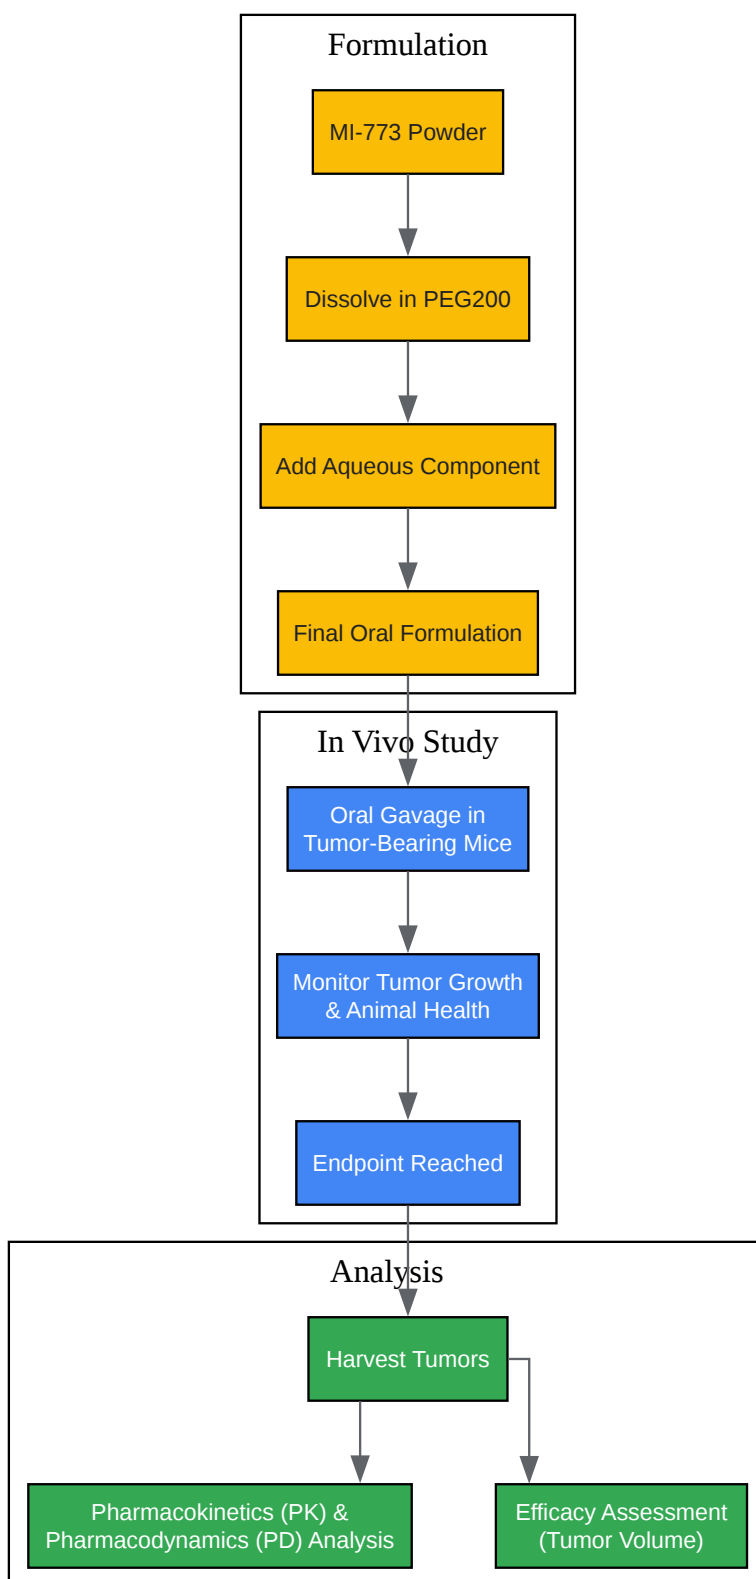 Formulation
MI-773 Powder
Dissolve in PEG200
Add Aqueous Component
Final Oral Formulation
In Vivo Study
Oral Gavage in
Tumor-Bearing Mice
Monitor Tumor Growth
& Animal Health
Endpoint Reached
Analysis
Harvest Tumors
Pharmacokinetics (PK) &
Pharmacodynamics (PD) Analysis
Efficacy Assessment
(Tumor Volume)